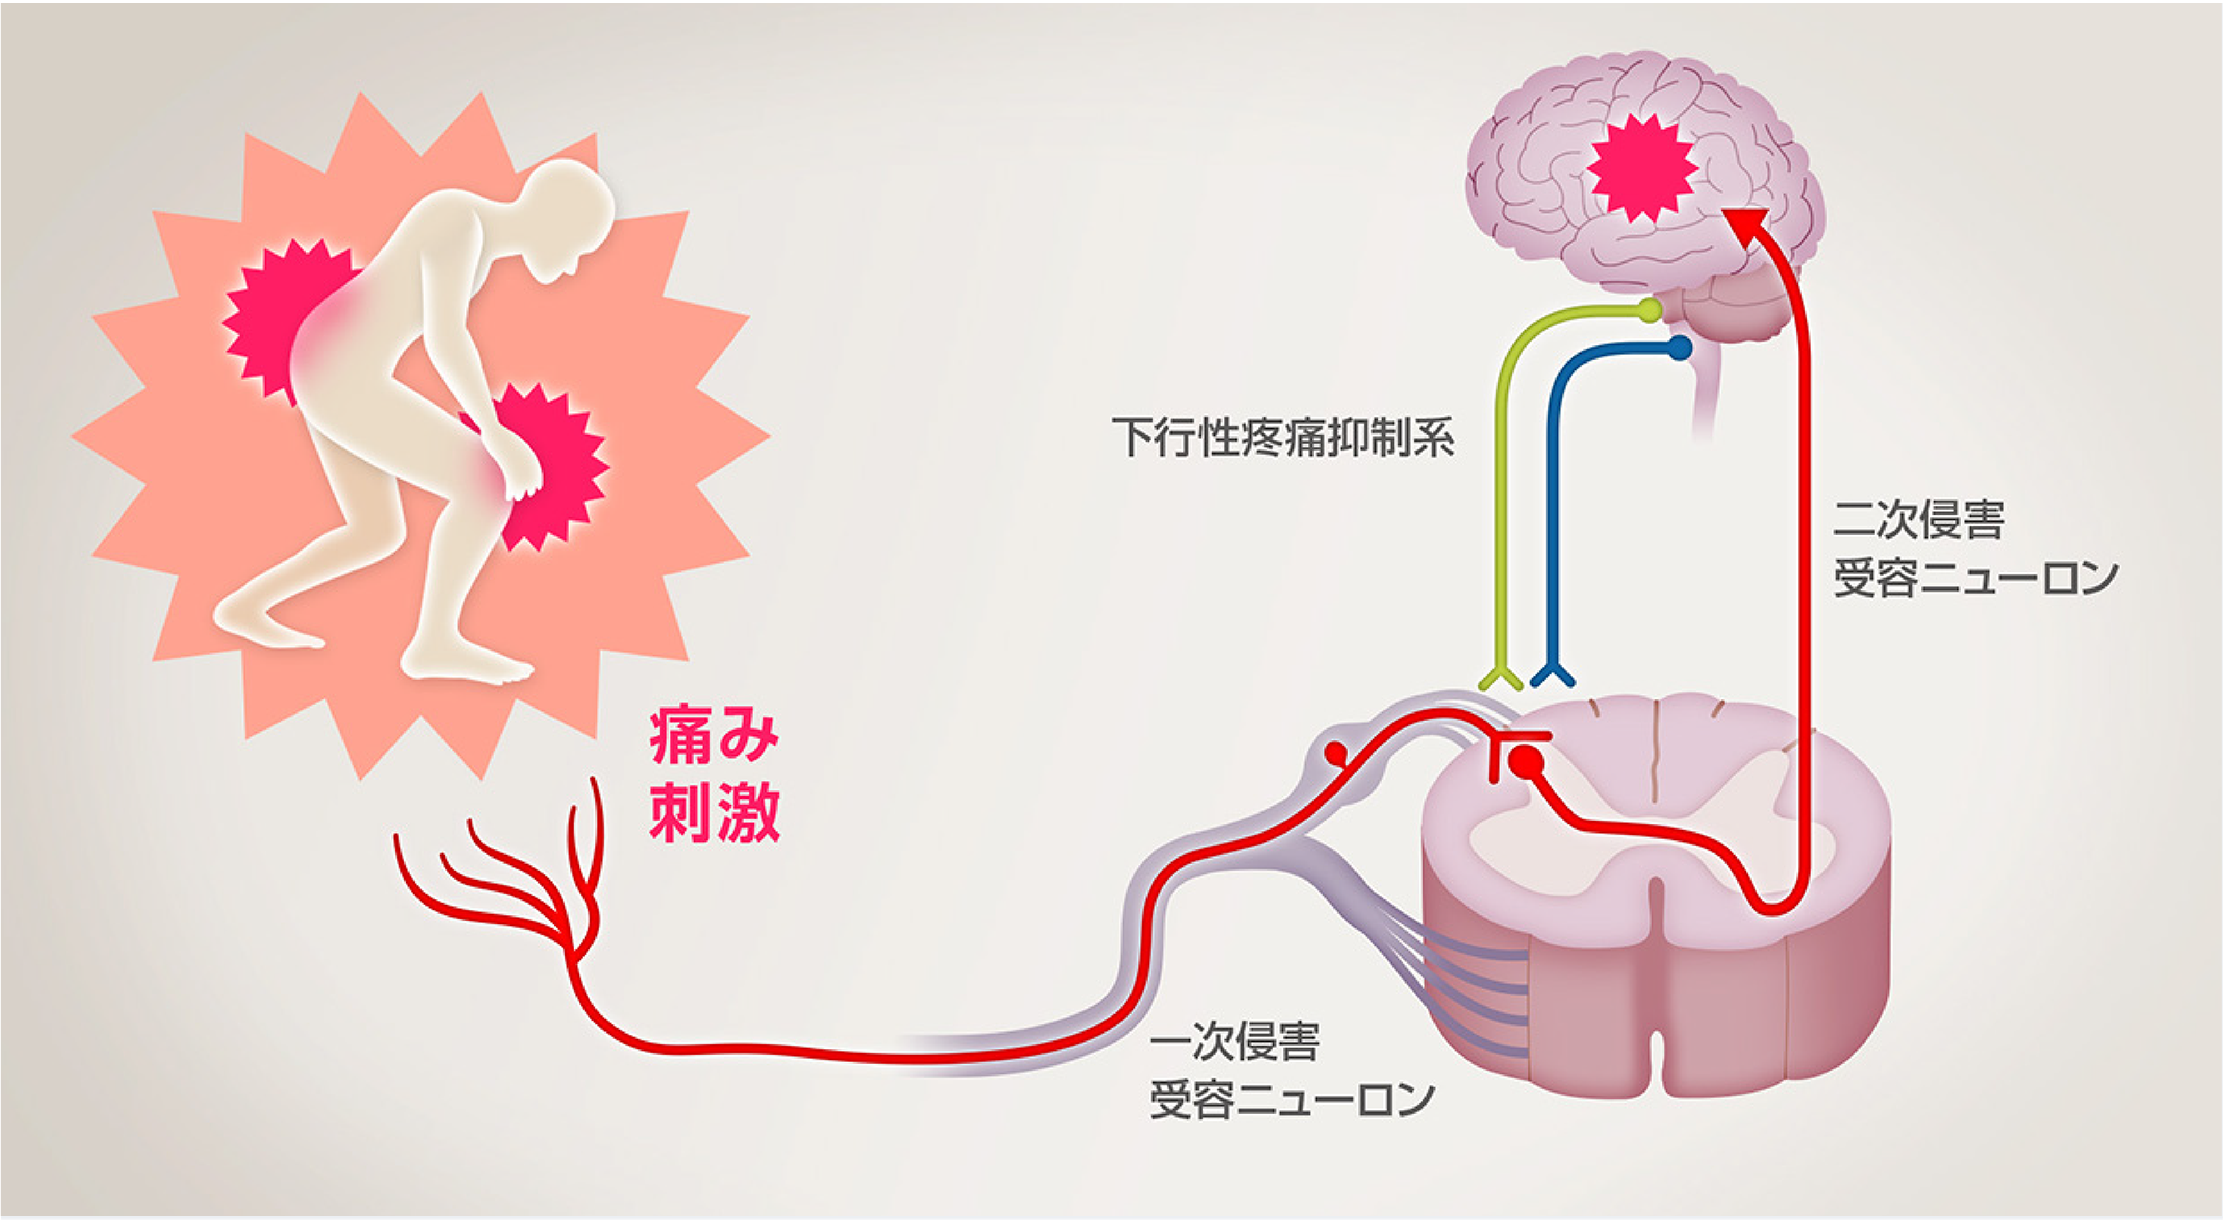 痛み
刺激
下行性疼痛抑制系
二次侵害
受容ニューロン
一次侵害
受容ニューロン